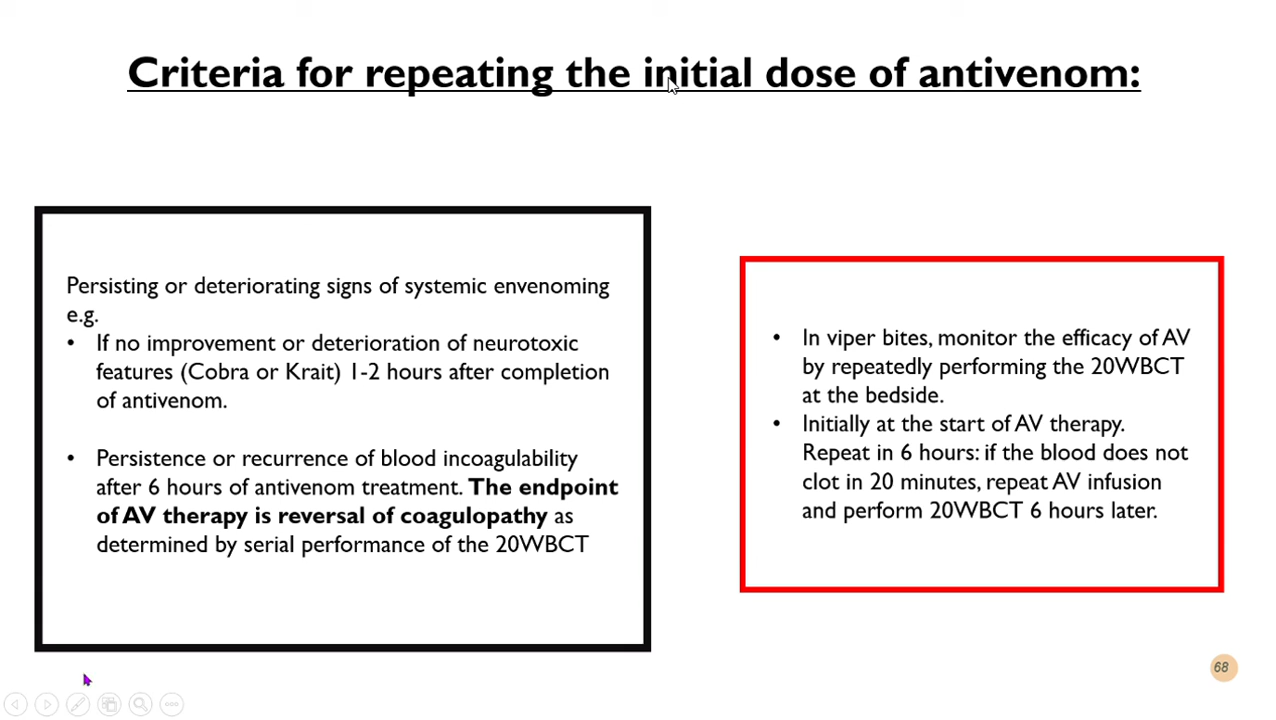 Criteria for repeating the initial dose of antivenom:
Persisting or deteriorating signs of systemic envenoming
e.g.
• If no improvement or deterioration of neurotoxic
features (Cobra or Krait) 1-2 hours after completion
of antivenom.
• Persistence or recurrence of blood incoagulability
after 6 hours of antivenom treatment. The endpoint
of AV therapy is reversal of coagulopathy as
determined by serial performance of the 20WBCT
• In viper bites, monitor the efficacy of AV
by repeatedly performing the 20WBCT
at the bedside.
• Initially at the start of AV therapy.
Repeat in 6 hours: if the blood does not
clot in 20 minutes, repeat AV infusion
and perform 20WBCT 6 hours later.
68